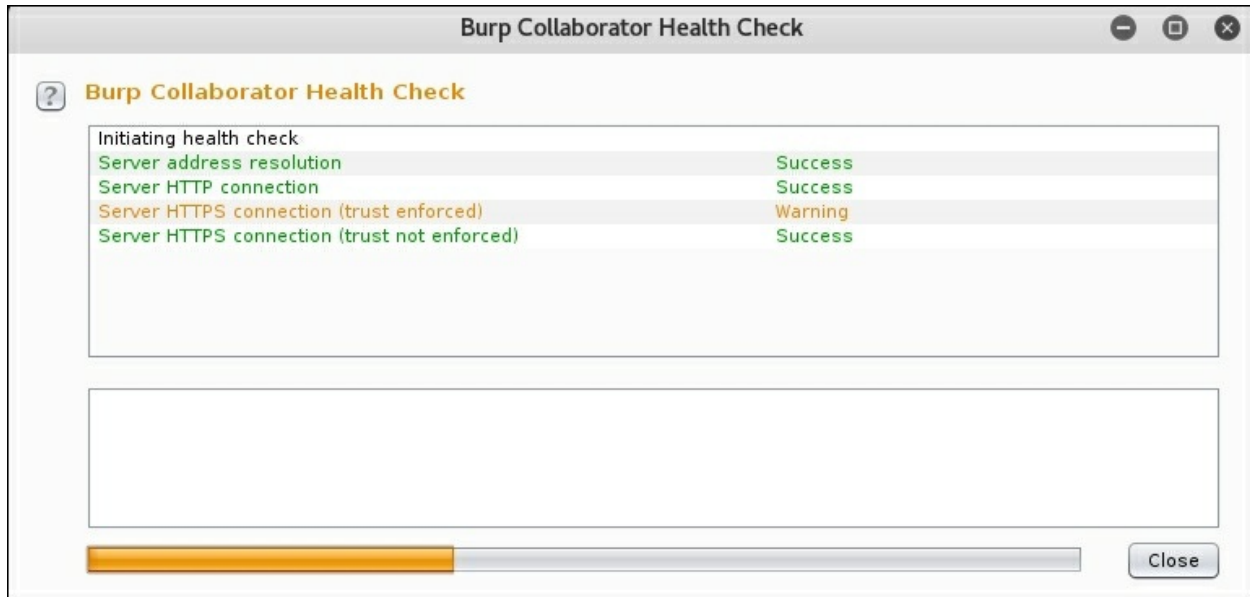 Burp Collaborator Health Check
?
Burp Collaborator Health Check
Initiating health check
Server address resolution Success
Server HTTP connection Success
Server HTTPS connection (trust enforced) Warning
Server HTTPS connection (trust not enforced) Success
Close